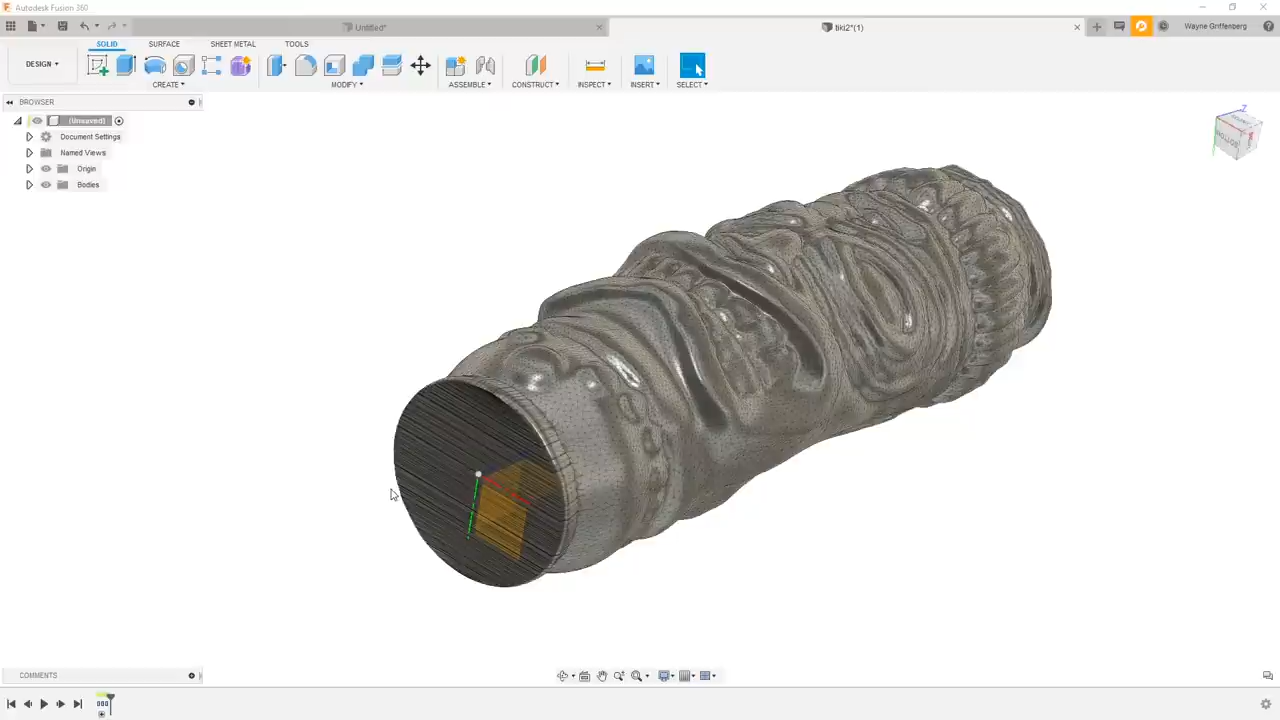 Autodesk Fusion 360
Untitled*
tiki2*(1)
Wayne Griffenberg
SOLID
SURFACE
SHEET METAL
TOOLS
DESIGN
CREATE
MODIFY
ASSEMBLE
CONSTRUCT
INSPECT
INSERT
SELECT
BROWSER
(Unsaved)
Document Settings
Named Views
Origin
Bodies
Z
BOTTOM
COMMENTS